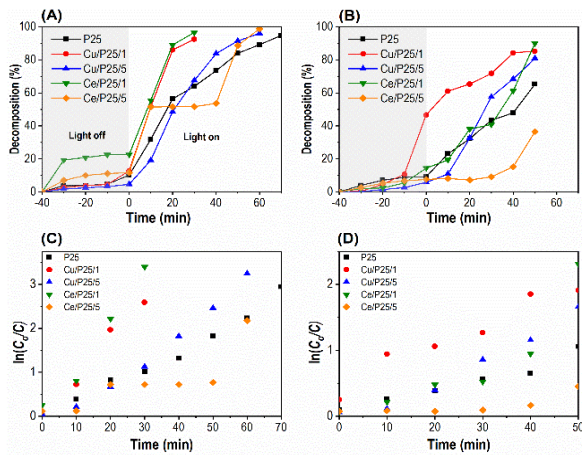 (A)
P25
Cu/P25/1
Cu/P25/5
Ce/P25/1
Ce/P25/5
Light off
Light on
Decomposition (%)
100
80
60
40
20
0
-40 -20 0 20 40 60
Time (min)
(B)
P25
Cu/P25/1
Cu/P25/5
Ce/P25/1
Ce/P25/5
Decomposition (%)
100
80
60
40
20
0
-40 -30 -20 -10 0 10 20 30 40 50 60
Time (min)
(C)
P25
Cu/P25/1
Cu/P25/5
Ce/P25/1
Ce/P25/5
ln(C₀/C)
3
2
1
0
0 10 20 30 40 50 60 70
Time (min)
(D)
P25
Cu/P25/1
Cu/P25/5
Ce/P25/1
Ce/P25/5
ln(C₀/C)
2
1
0
0 10 20 30 40 50
Time (min)